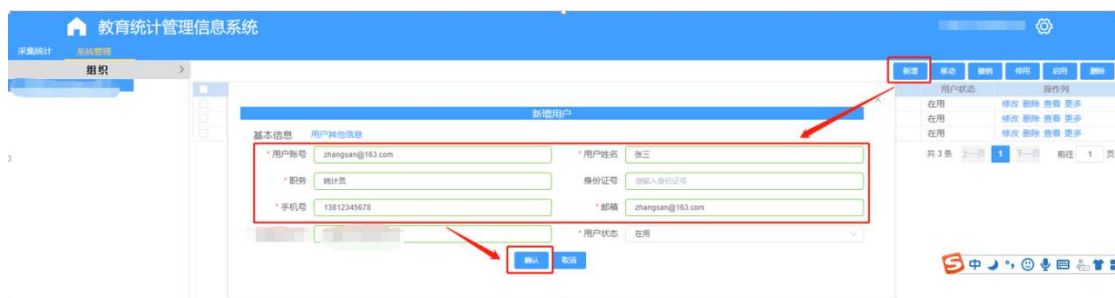 教育统计管理信息系统
采集统计 系统管理
组织 >
新增 移动 撤销 停用 启用 删除
用户状态 操作列
在用 修改 删除 查看 更多
在用 修改 删除 查看 更多
在用 修改 删除 查看 更多
共 3 条 上一页 1 下一页 前往 1 页
新增用户
基本信息 用户其他信息
* 用户账号 zhangsan@163.com * 用户姓名 张三
* 职务 统计员 身份证号 请输入身份证号
* 手机号 13812345678 * 邮箱 zhangsan@163.com
* 用户状态 在用
确认 取消
中